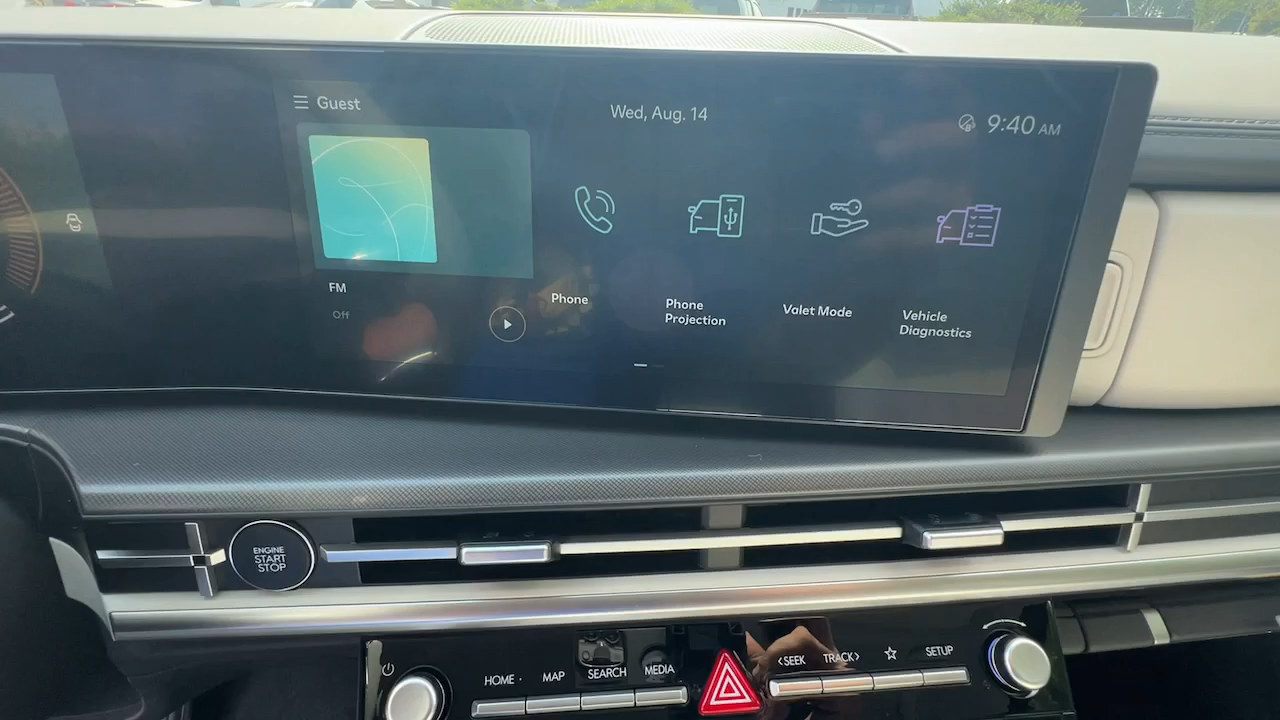 Guest
Wed, Aug. 14
9:40 AM
FM
Off
Phone
Phone
Projection
Valet Mode
Vehicle
Diagnostics
ENGINE
START
STOP
HOME
MAP
SEARCH
MEDIA
<SEEK
TRACK>
SETUP